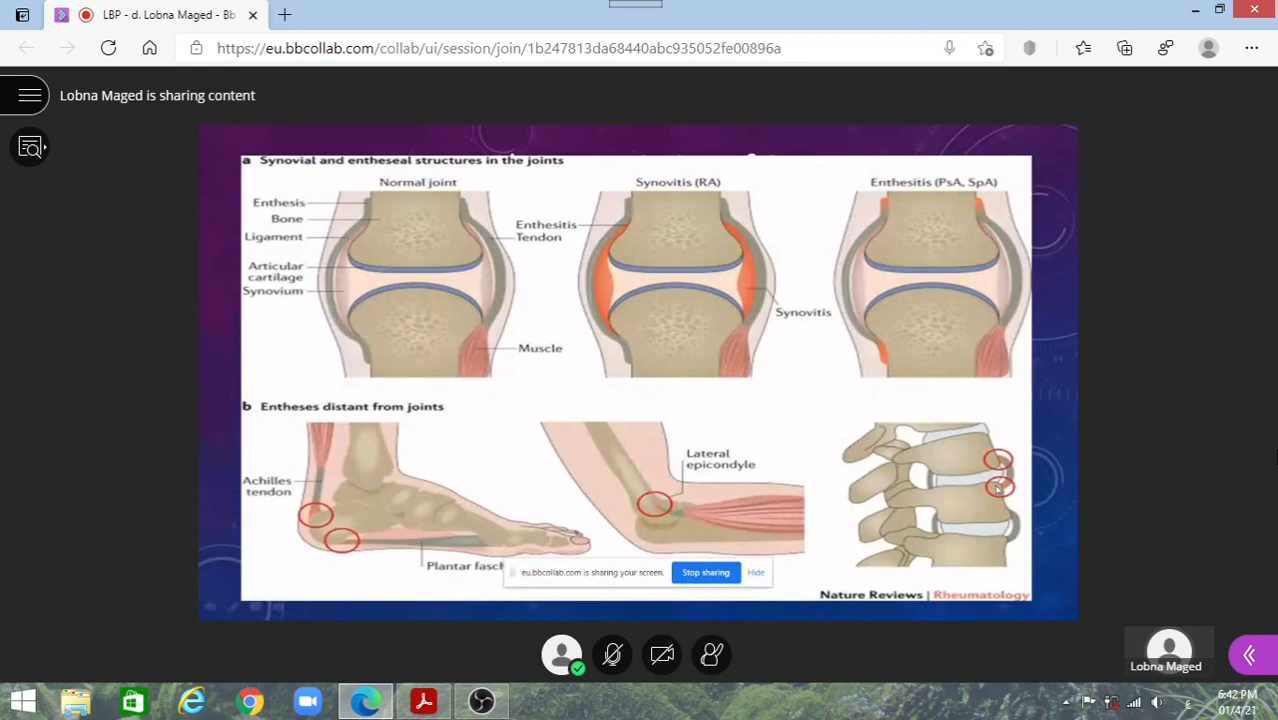 LBP - d. Lobna Maged - Bb
https://eu.bbcollab.com/collab/ui/session/join/1b247813da68440abc935052fe00896a
Lobna Maged is sharing content
a Synovial and entheseal structures in the joints
Normal joint
Synovitis (RA)
Enthesitis (PsA, SpA)
Enthesis
Bone
Ligament
Articular
cartilage
Synovium
Enthesitis
Tendon
Synovitis
Muscle
b Entheses distant from joints
Achilles
tendon
Lateral
epicondyle
Plantar fasch
eu.bbcollab.com is sharing your screen.
Stop sharing
Hide
Nature Reviews | Rheumatology
Lobna Maged
6:42 PM
01/4/21